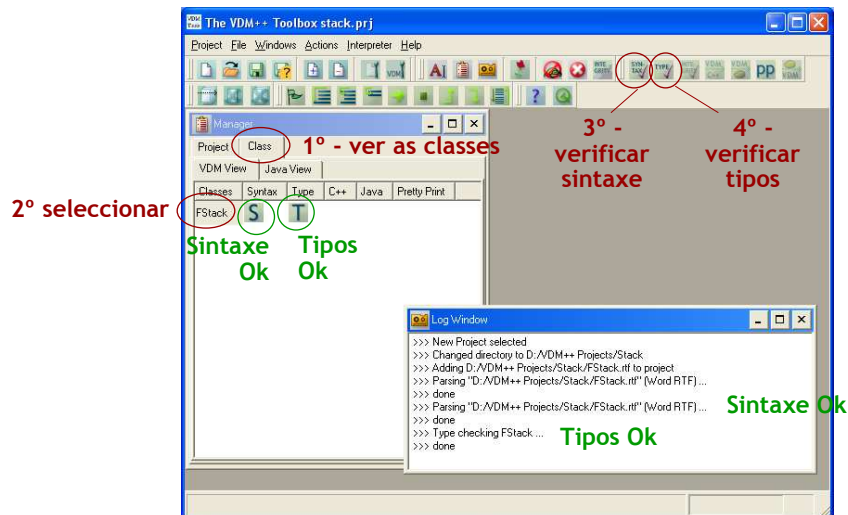 The VDM++ Toolbox stack.prj
Project File Windows Actions Interpreter Help
Manager
Project Class
1º - ver as classes
3º - verificar sintaxe
4º - verificar tipos
VDM View Java View
Classes Syntax Type C++ Java Pretty Print
2º seleccionar
FStack S T
Sintaxe Ok
Tipos Ok
Log Window
>>> New Project selected
>>> Changed directory to D:/VDM++ Projects/Stack
>>> Adding D:/VDM++ Projects/Stack/FStack.rtf to project
>>> Parsing "D:/VDM++ Projects/Stack/FStack.rtf" (Word RTF) ...
>>> done
>>> Parsing "D:/VDM++ Projects/Stack/FStack.rtf" (Word RTF) ...
Sintaxe Ok
>>> done
>>> Type checking FStack ...
Tipos Ok
>>> done